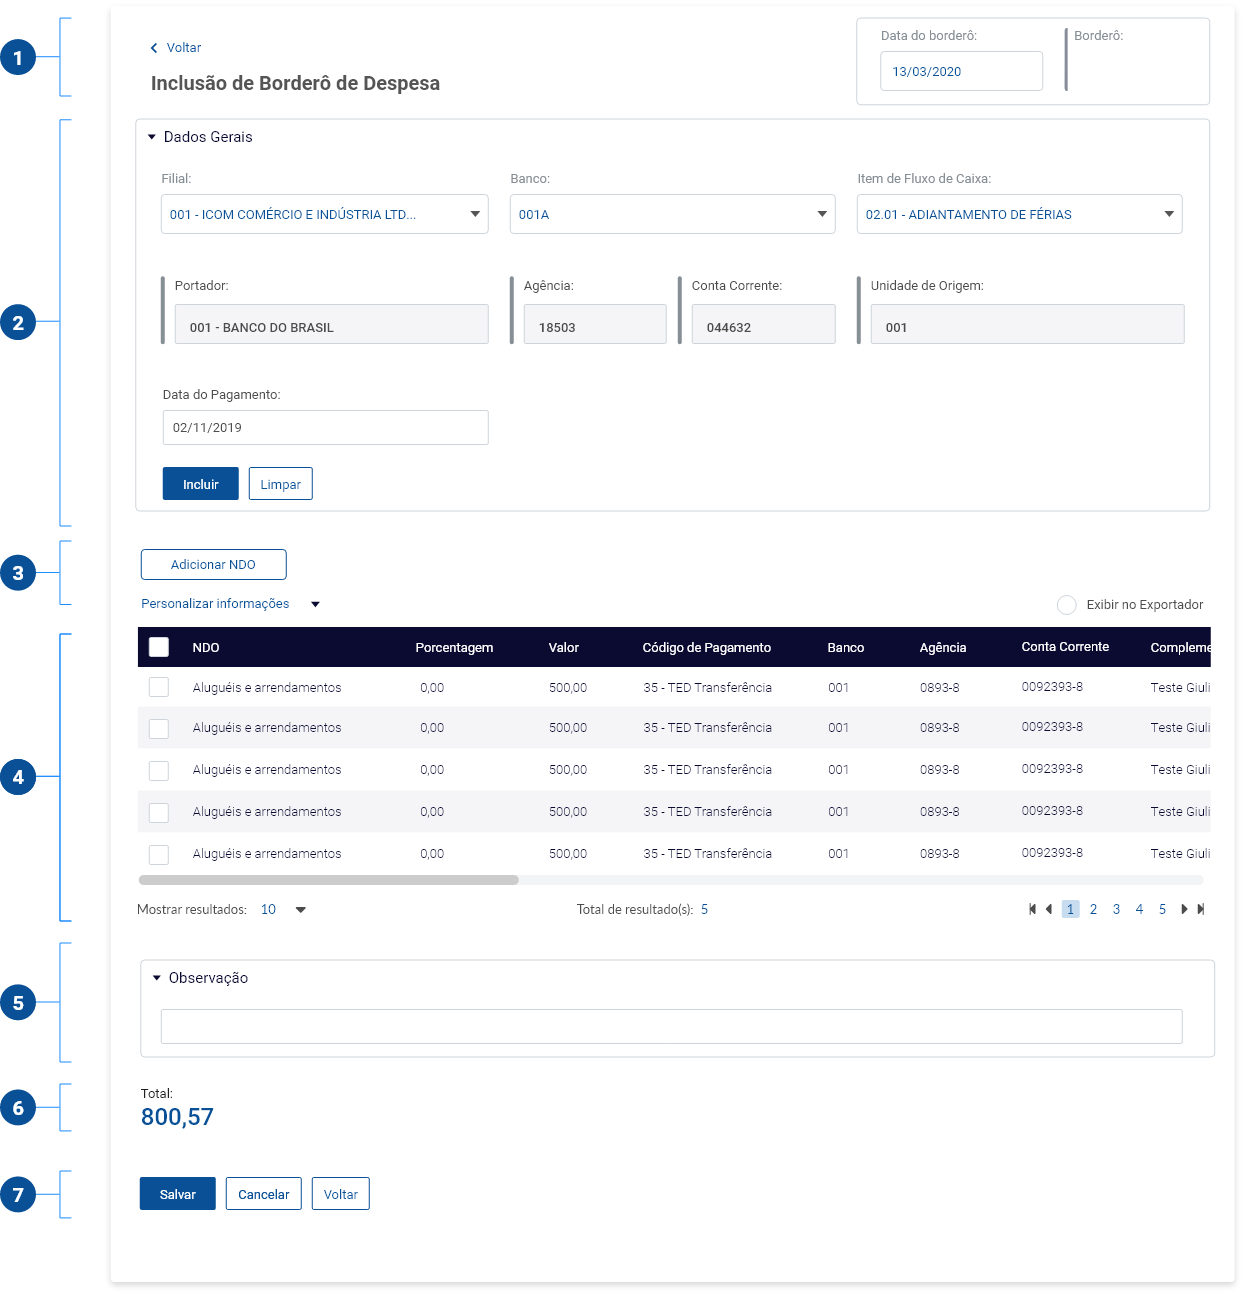 1
Voltar
Inclusão de Borderô de Despesa
Data do borderô:
13/03/2020
Borderô:
2
Dados Gerais
Filial:
001 - ICOM COMÉRCIO E INDÚSTRIA LTD...
Banco:
001A
Item de Fluxo de Caixa:
02.01 - ADIANTAMENTO DE FÉRIAS
Portador:
001 - BANCO DO BRASIL
Agência:
18503
Conta Corrente:
044632
Unidade de Origem:
001
Data do Pagamento:
02/11/2019
Incluir Limpar
3
Adicionar NDO
Personalizar informações Exibir no Exportador
4
NDO Porcentagem Valor Código de Pagamento Banco Agência Conta Corrente Compleme
Aluguéis e arrendamentos 0,00 500,00 35 - TED Transferência 001 0893-8 0092393-8 Teste Giuli
Aluguéis e arrendamentos 0,00 500,00 35 - TED Transferência 001 0893-8 0092393-8 Teste Giuli
Aluguéis e arrendamentos 0,00 500,00 35 - TED Transferência 001 0893-8 0092393-8 Teste Giuli
Aluguéis e arrendamentos 0,00 500,00 35 - TED Transferência 001 0893-8 0092393-8 Teste Giuli
Aluguéis e arrendamentos 0,00 500,00 35 - TED Transferência 001 0893-8 0092393-8 Teste Giuli
Mostrar resultados: 10 Total de resultado(s): 5 1 2 3 4 5
5
Observação
6
Total:
800,57
7
Salvar Cancelar Voltar